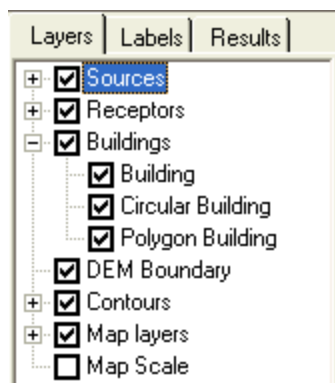 Layers Labels Results
Sources
Receptors
Buildings
Building
Circular Building
Polygon Building
DEM Boundary
Contours
Map layers
Map Scale